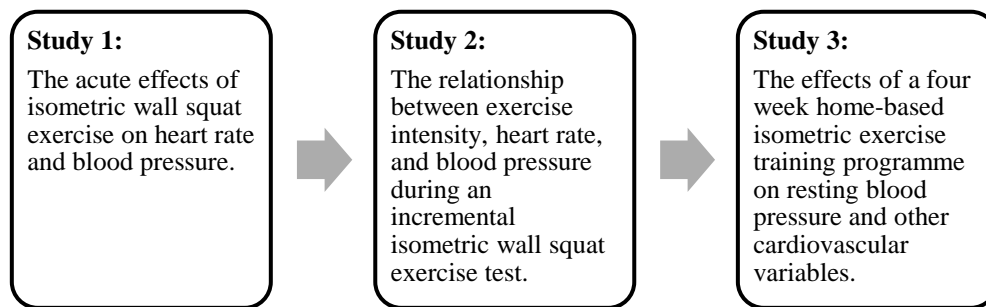 Study 1:
The acute effects of
isometric wall squat
exercise on heart rate
and blood pressure.
Study 2:
The relationship
between exercise
intensity, heart rate,
and blood pressure
during an
incremental
isometric wall squat
exercise test.
Study 3:
The effects of a four
week home-based
isometric exercise
training programme
on resting blood
pressure and other
cardiovascular
variables.